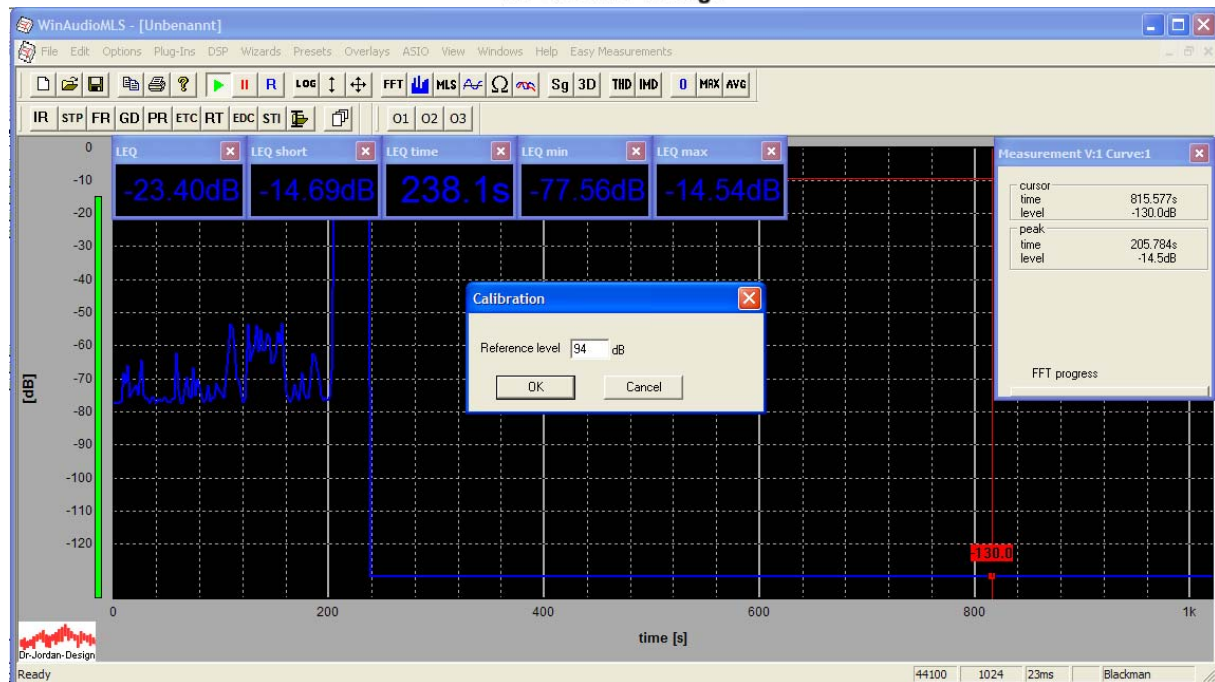 WinAudioMLS - [Unbenannt]
File Edit Options Plug-Ins DSP Wizards Presets Overlays ASIO View Windows Help Easy Measurements
R LOG FFT MLS Ω Sg 3D THD IMD 0 MAX AVG
IR STP FR GD PR ETC RT EDC STI O1 O2 O3
LEQ LEQ short LEQ time LEQ min LEQ max
-23.40dB -14.69dB 238.1s -77.56dB -14.54dB
Measurement V:1 Curve:1
cursor
time 815.577s
level -130.0dB
peak
time 205.784s
level -14.5dB
FFT progress
Calibration
Reference level 94 dB
OK Cancel
[dB]
0
-10
-20
-30
-40
-50
-60
-70
-80
-90
-100
-110
-120
-130.0
0 200 400 600 800 1k
time [s]
Dr-Jordan-Design
Ready 44100 1024 23ms Blackman